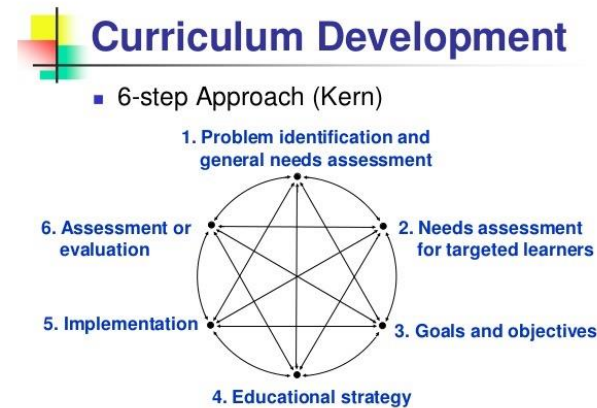 Curriculum Development
6-step Approach (Kern)
1. Problem identification and
general needs assessment
6. Assessment or
evaluation
2. Needs assessment
for targeted learners
5. Implementation
3. Goals and objectives
4. Educational strategy